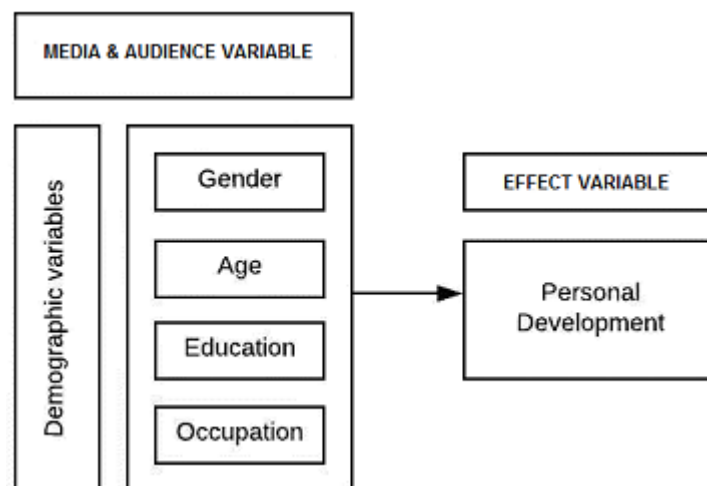 MEDIA & AUDIENCE VARIABLE
Demographic variables
Gender
Age
Education
Occupation
EFFECT VARIABLE
Personal
Development